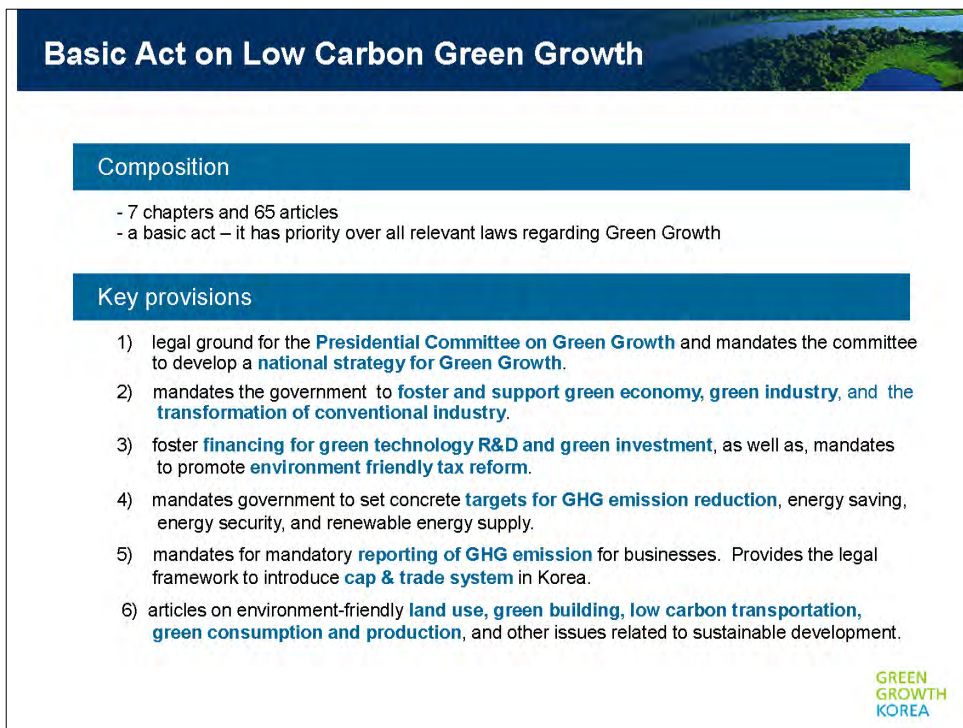 Basic Act on Low Carbon Green Growth
Composition
- 7 chapters and 65 articles
- a basic act – it has priority over all relevant laws regarding Green Growth
Key provisions
1) legal ground for the Presidential Committee on Green Growth and mandates the committee
to develop a national strategy for Green Growth.
2) mandates the government to foster and support green economy, green industry, and the
transformation of conventional industry.
3) foster financing for green technology R&D and green investment, as well as, mandates
to promote environment friendly tax reform.
4) mandates government to set concrete targets for GHG emission reduction, energy saving,
energy security, and renewable energy supply.
5) mandates for mandatory reporting of GHG emission for businesses. Provides the legal
framework to introduce cap & trade system in Korea.
6) articles on environment-friendly land use, green building, low carbon transportation,
green consumption and production, and other issues related to sustainable development.
GREEN
GROWTH
KOREA